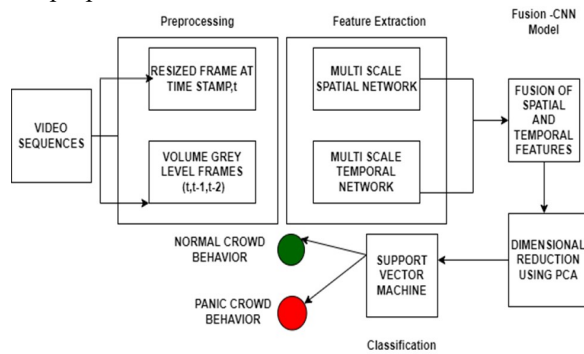 Preprocessing
Feature Extraction
Fusion -CNN
Model
VIDEO
SEQUENCES
RESIZED FRAME AT
TIME STAMP,t
VOLUME GREY
LEVEL FRAMES
(t,t-1,t-2)
MULTI SCALE
SPATIAL NETWORK
MULTI SCALE
TEMPORAL
NETWORK
FUSION OF
SPATIAL
AND
TEMPORAL
FEATURES
DIMENSIONAL
REDUCTION
USING PCA
SUPPORT
VECTOR
MACHINE
NORMAL CROWD
BEHAVIOR
PANIC CROWD
BEHAVIOR
Classification